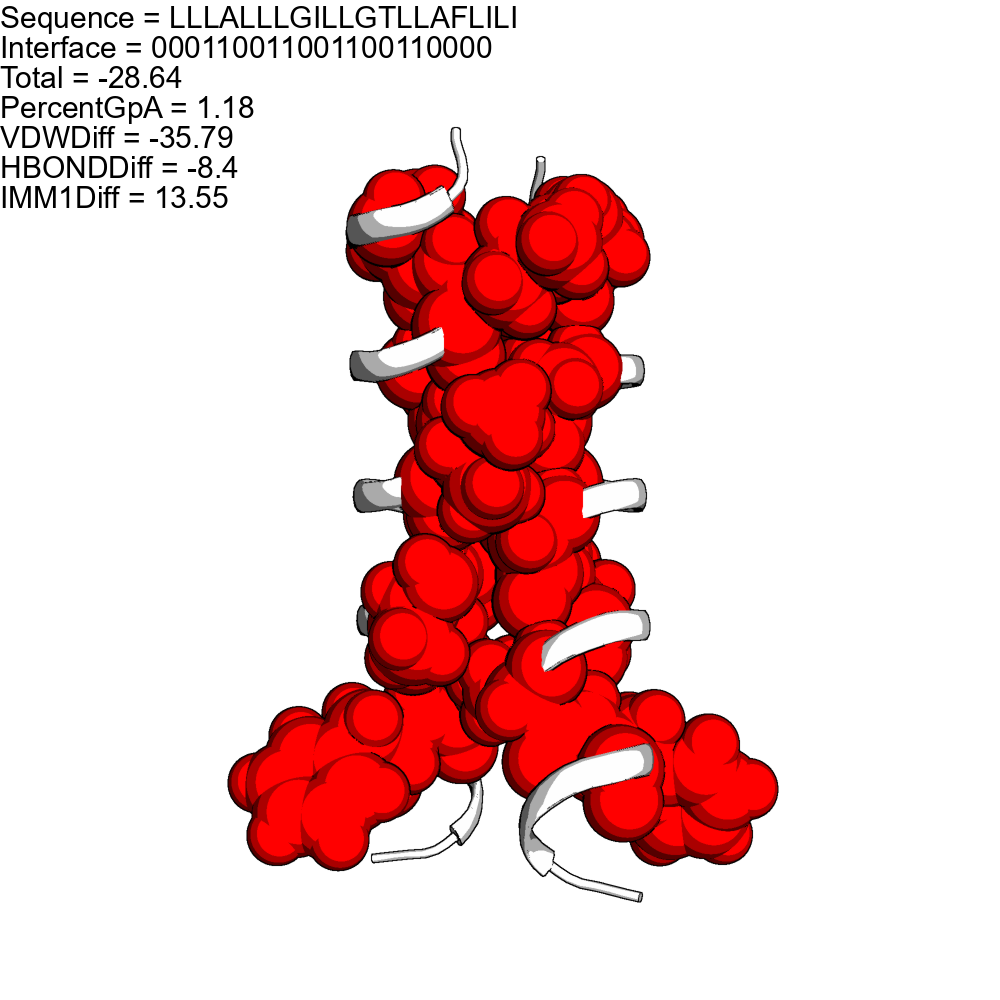 Sequence = LLLALLLGILLGTLLAFLILI
Interface = 000110011001100110000
Total = -28.64
PercentGpA = 1.18
VDWDiff = -35.79
HBONDDiff = -8.4
IMM1Diff = 13.55